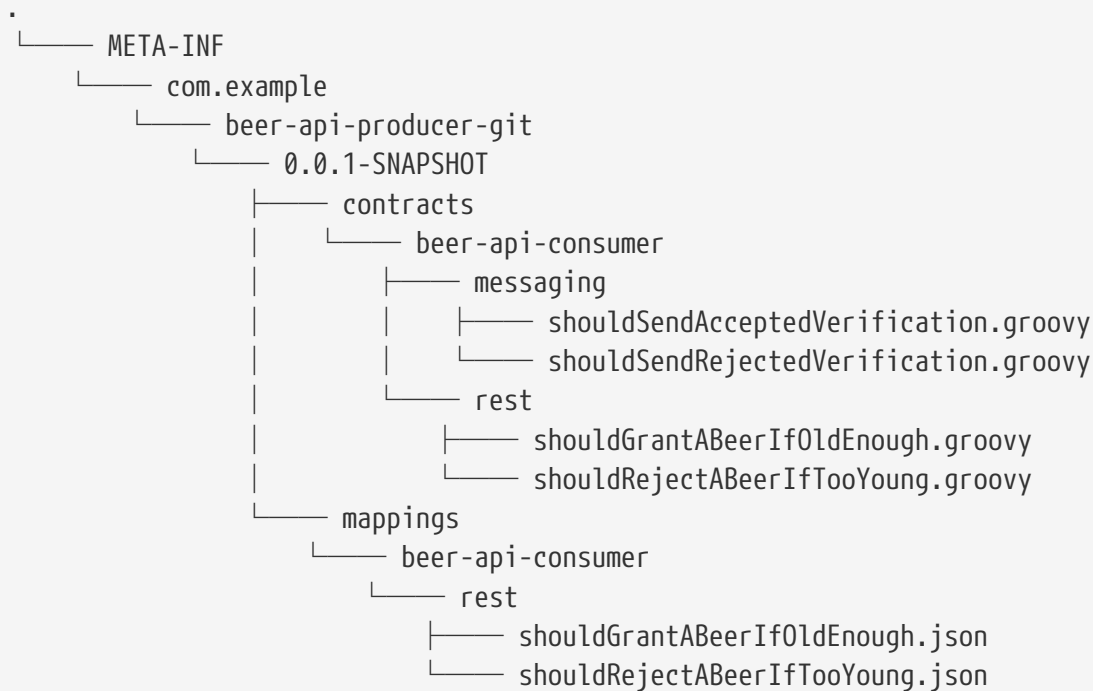 .
└── META-INF
    └── com.example
        └── beer-api-producer-git
            └── 0.0.1-SNAPSHOT
                ├── contracts
                │   └── beer-api-consumer
                │       ├── messaging
                │       │   ├── shouldSendAcceptedVerification.groovy
                │       │   └── shouldSendRejectedVerification.groovy
                │       └── rest
                │           ├── shouldGrantABeerIfOldEnough.groovy
                │           └── shouldRejectABeerIfTooYoung.groovy
                └── mappings
                    └── beer-api-consumer
                        └── rest
                            ├── shouldGrantABeerIfOldEnough.json
                            └── shouldRejectABeerIfTooYoung.json